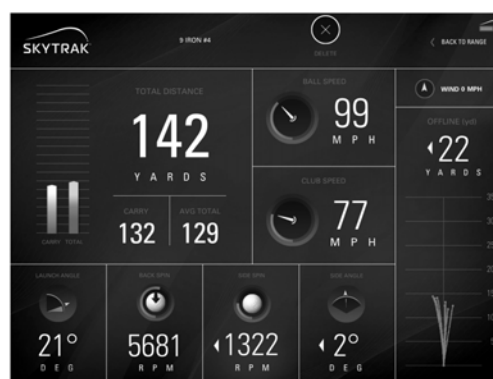 SKYTRAK
9 IRON #4
DELETE
BACK TO RANGE
TOTAL DISTANCE
142
YARDS
CARRY
132
AVG TOTAL
129
CARRY TOTAL
BALL SPEED
99
MPH
CLUB SPEED
77
MPH
WIND 0 MPH
OFFLINE (yd)
22
YARDS
LAUNCH ANGLE
21°
DEG
BACK SPIN
5681
RPM
SIDE SPIN
1322
RPM
SIDE ANGLE
2°
DEG